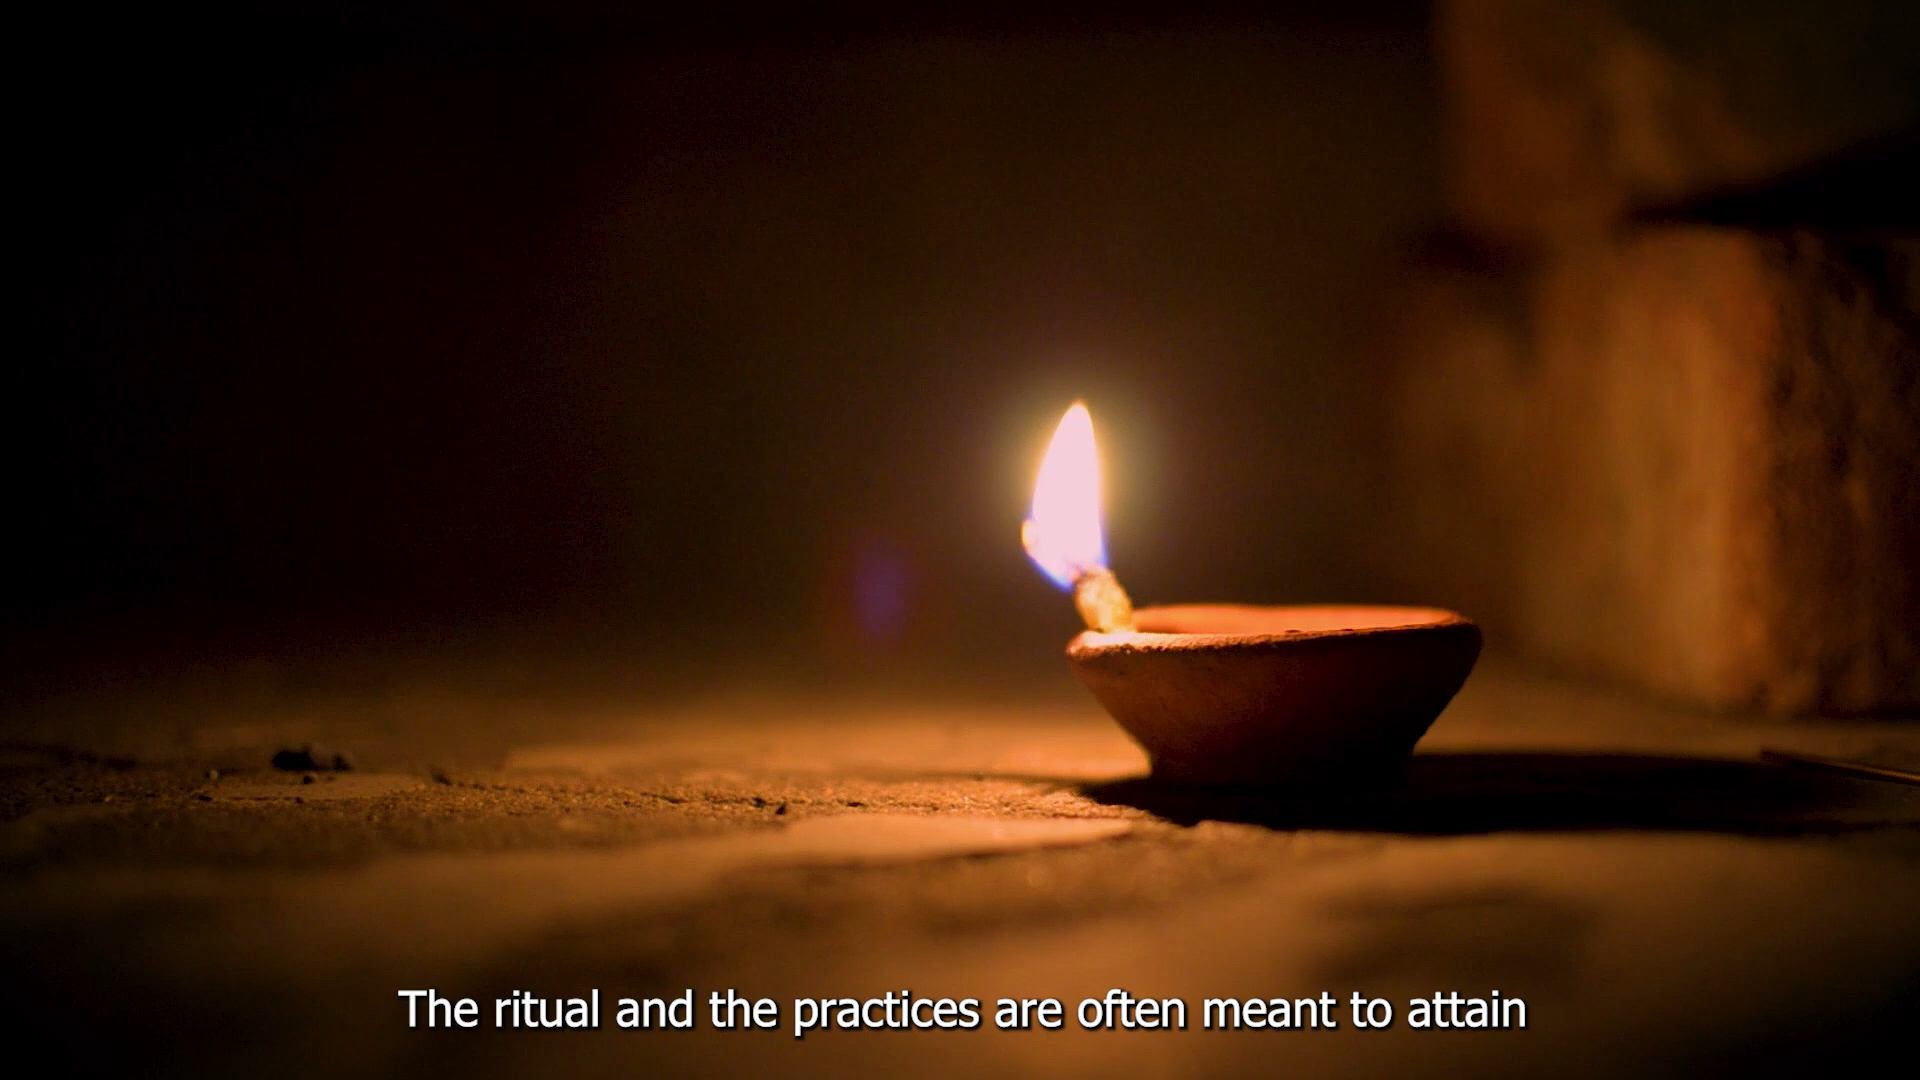 The ritual and the practices are often meant to attain